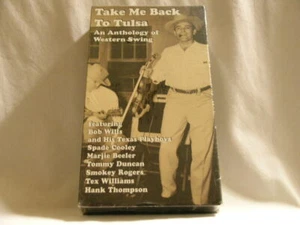 Take Me Back
To Tulsa
An Anthology of
Western Swing
Featuring
Bob Wills
and His Texas Playboys
Spade Cooley
Marjie Beeler
Tommy Duncan
Smokey Rogers
Tex Williams
Hank Thompson